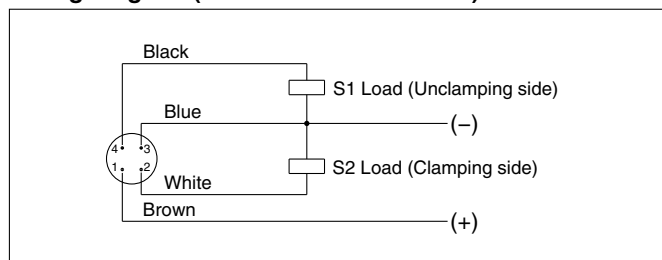 Black
S1 Load (Unclamping side)
Blue
(−)
4 3
1 2
S2 Load (Clamping side)
White
Brown
(+)